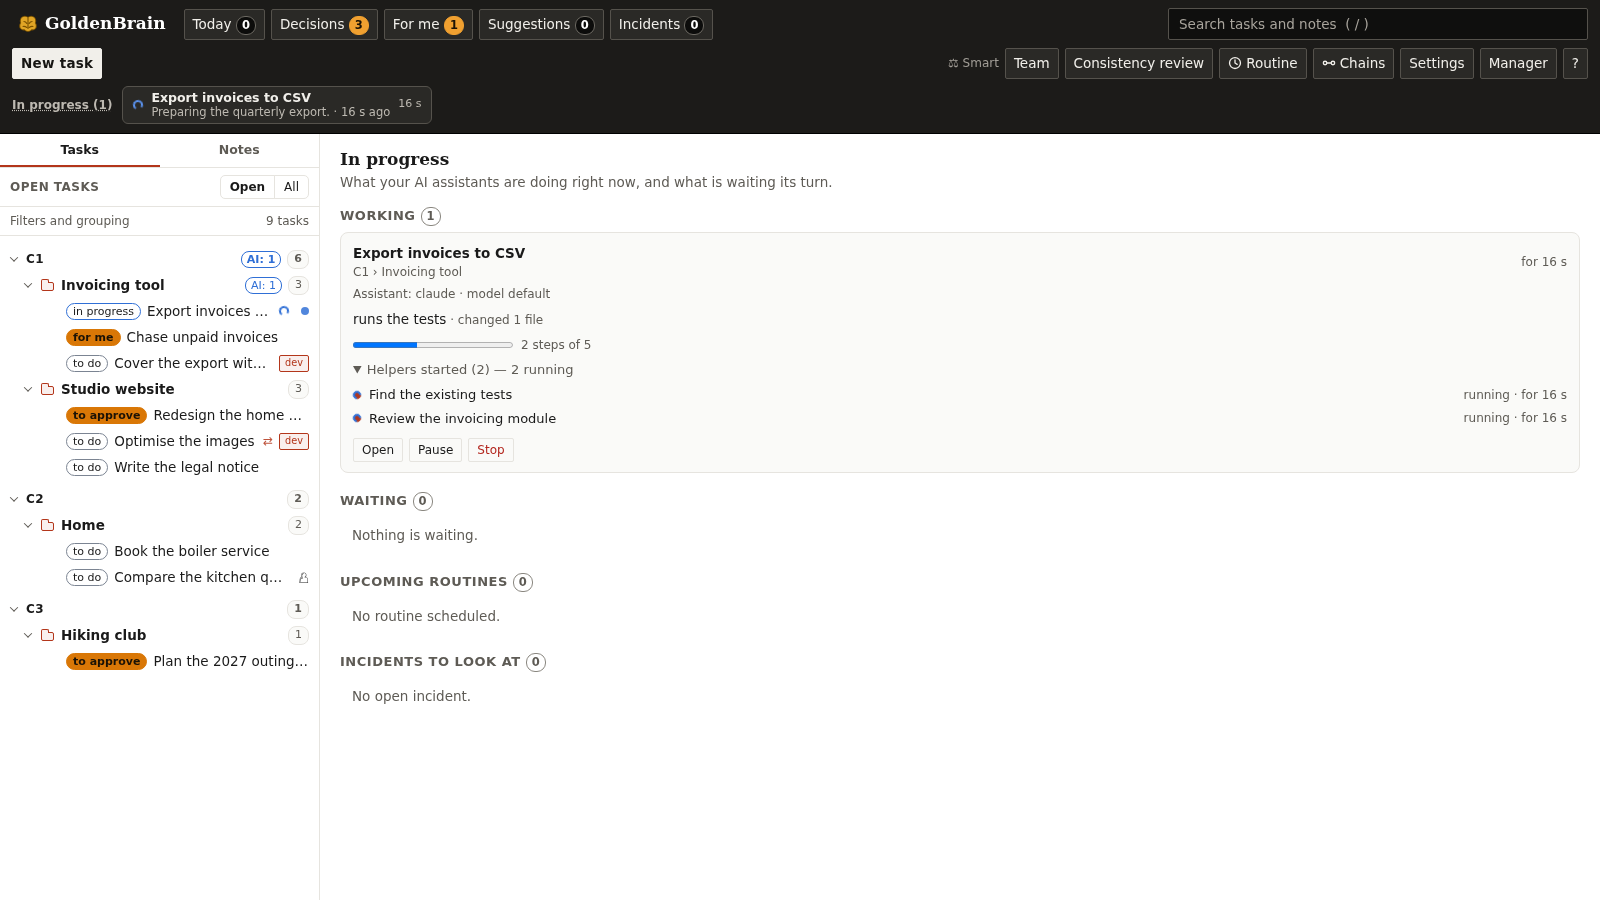 GoldenBrain
Today 0
Decisions 3
For me 1
Suggestions 0
Incidents 0
Search tasks and notes ( / )
New task
Smart
Team
Consistency review
Routine
Chains
Settings
Manager
?
In progress (1)
Export invoices to CSV
Preparing the quarterly export. · 16 s ago
16 s
Tasks
Notes
OPEN TASKS
Open
All
Filters and grouping
9 tasks
C1 AI: 1 6
Invoicing tool AI: 1 3
in progress Export invoices ...
for me Chase unpaid invoices
to do Cover the export wit... dev
Studio website 3
to approve Redesign the home ...
to do Optimise the images dev
to do Write the legal notice
C2 2
Home 2
to do Book the boiler service
to do Compare the kitchen q...
C3 1
Hiking club 1
to approve Plan the 2027 outing...
In progress
What your AI assistants are doing right now, and what is waiting its turn.
WORKING 1
Export invoices to CSV
for 16 s
C1 › Invoicing tool
Assistant: claude · model default
runs the tests · changed 1 file
2 steps of 5
Helpers started (2) — 2 running
Find the existing tests
running · for 16 s
Review the invoicing module
running · for 16 s
Open
Pause
Stop
WAITING 0
Nothing is waiting.
UPCOMING ROUTINES 0
No routine scheduled.
INCIDENTS TO LOOK AT 0
No open incident.